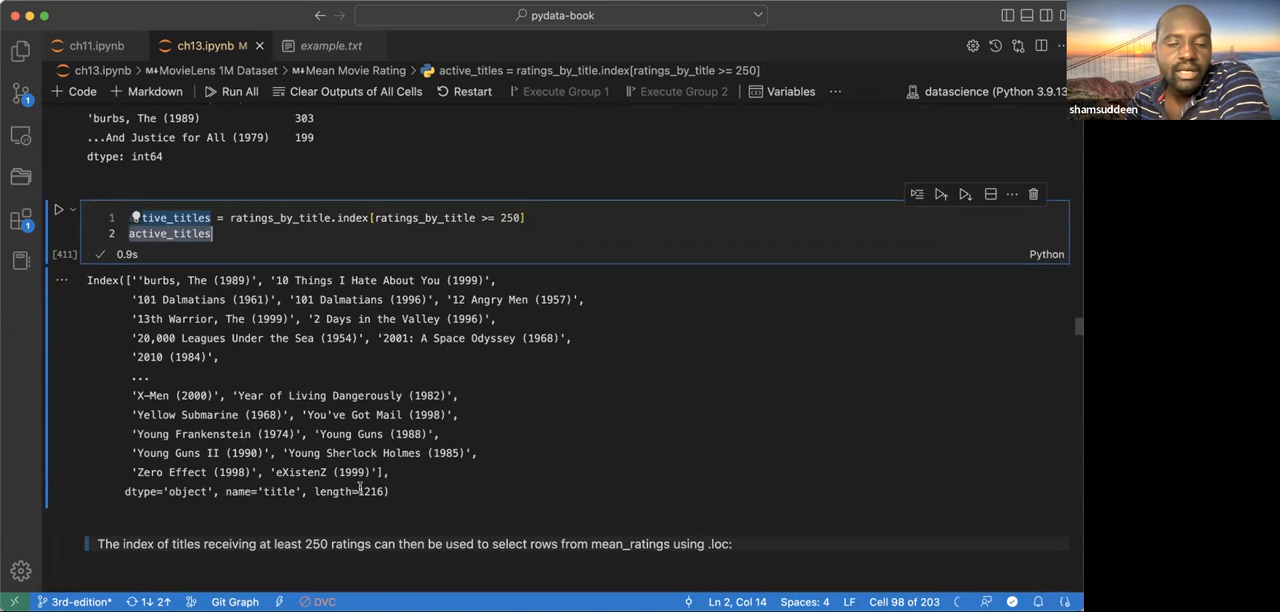 pydata-book
ch11.ipynb
ch13.ipynb M
example.txt
ch13.ipynb > MovieLens 1M Dataset > Mean Movie Rating > active_titles = ratings_by_title.index[ratings_by_title >= 250]
+ Code + Markdown Run All Clear Outputs of All Cells Restart Execute Group 1 Execute Group 2 Variables ... datascience (Python 3.9.13
shamsuddeen
'burbs, The (1989) 303
...And Justice for All (1979) 199
dtype: int64
1 tive_titles = ratings_by_title.index[ratings_by_title >= 250]
2 active_titles
[411] 0.9s Python
Index([''burbs, The (1989)', '10 Things I Hate About You (1999)',
'101 Dalmatians (1961)', '101 Dalmatians (1996)', '12 Angry Men (1957)',
'13th Warrior, The (1999)', '2 Days in the Valley (1996)',
'20,000 Leagues Under the Sea (1954)', '2001: A Space Odyssey (1968)',
'2010 (1984)',
...
'X-Men (2000)', 'Year of Living Dangerously (1982)',
'Yellow Submarine (1968)', 'You've Got Mail (1998)',
'Young Frankenstein (1974)', 'Young Guns (1988)',
'Young Guns II (1990)', 'Young Sherlock Holmes (1985)',
'Zero Effect (1998)', 'eXistenZ (1999)'],
dtype='object', name='title', length=1216)
The index of titles receiving at least 250 ratings can then be used to select rows from mean_ratings using .loc:
3rd-edition* 1↓ 2↑ Git Graph DVC Ln 2, Col 14 Spaces: 4 LF Cell 98 of 203
1
1